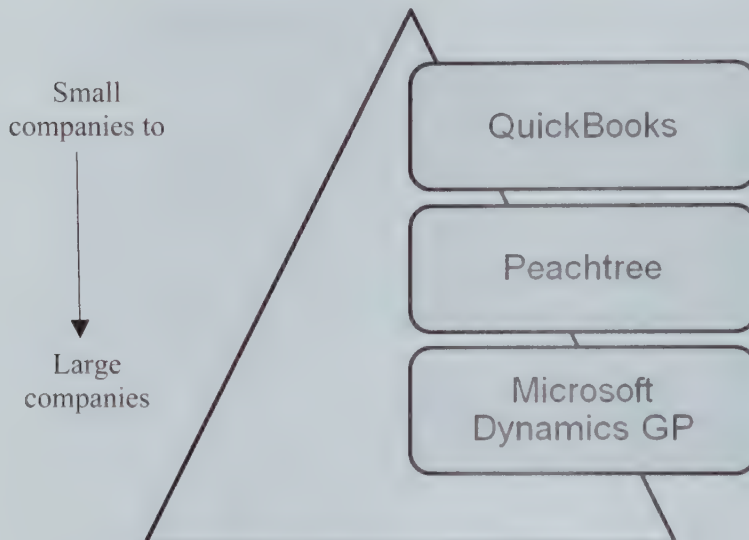 Small
companies to
Large
companies
QuickBooks
Peachtree
Microsoft
Dynamics GP